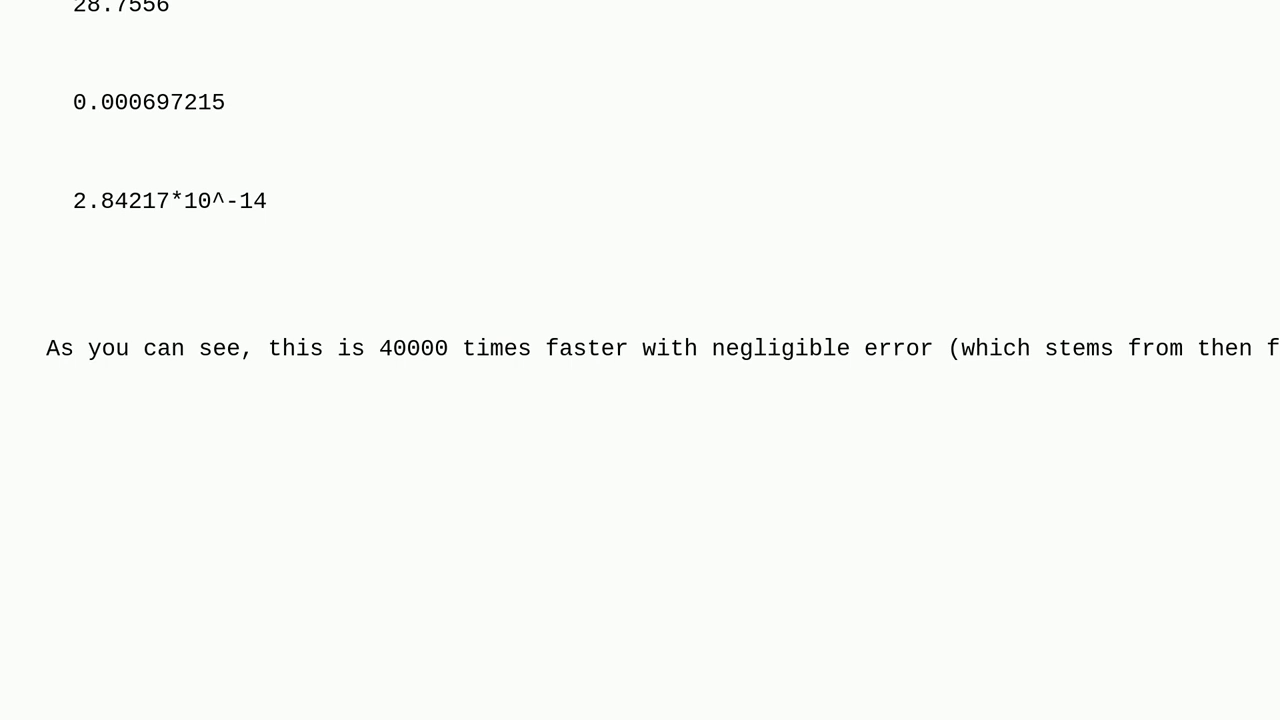 28.7556
0.000697215
2.84217*10^-14
As you can see, this is 40000 times faster with negligible error (which stems from then